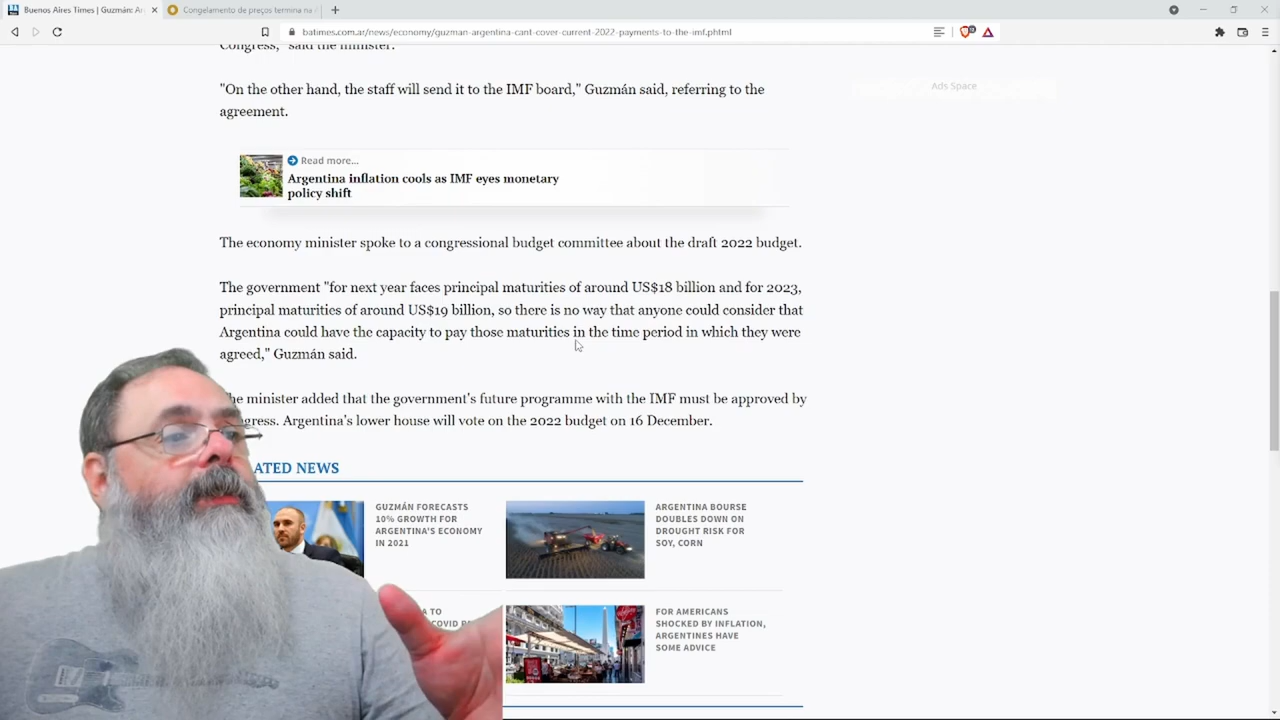 Buenos Aires Times | Guzmán: Ar
Congelamento de preços termina na A
batimes.com.ar/news/economy/guzman-argentina-cant-cover-current-2022-payments-to-the-imf.phtml
Congress," said the minister.
"On the other hand, the staff will send it to the IMF board," Guzmán said, referring to the
agreement.
Ads Space
Read more...
Argentina inflation cools as IMF eyes monetary
policy shift
The economy minister spoke to a congressional budget committee about the draft 2022 budget.
The government "for next year faces principal maturities of around US$18 billion and for 2023,
principal maturities of around US$19 billion, so there is no way that anyone could consider that
Argentina could have the capacity to pay those maturities in the time period in which they were
agreed," Guzmán said.
he minister added that the government's future programme with the IMF must be approved by
ngress. Argentina's lower house will vote on the 2022 budget on 16 December.
ATED NEWS
GUZMÁN FORECASTS
10% GROWTH FOR
ARGENTINA'S ECONOMY
IN 2021
ARGENTINA BOURSE
DOUBLES DOWN ON
DROUGHT RISK FOR
SOY, CORN
A TO
COVID P
FOR AMERICANS
SHOCKED BY INFLATION,
ARGENTINES HAVE
SOME ADVICE